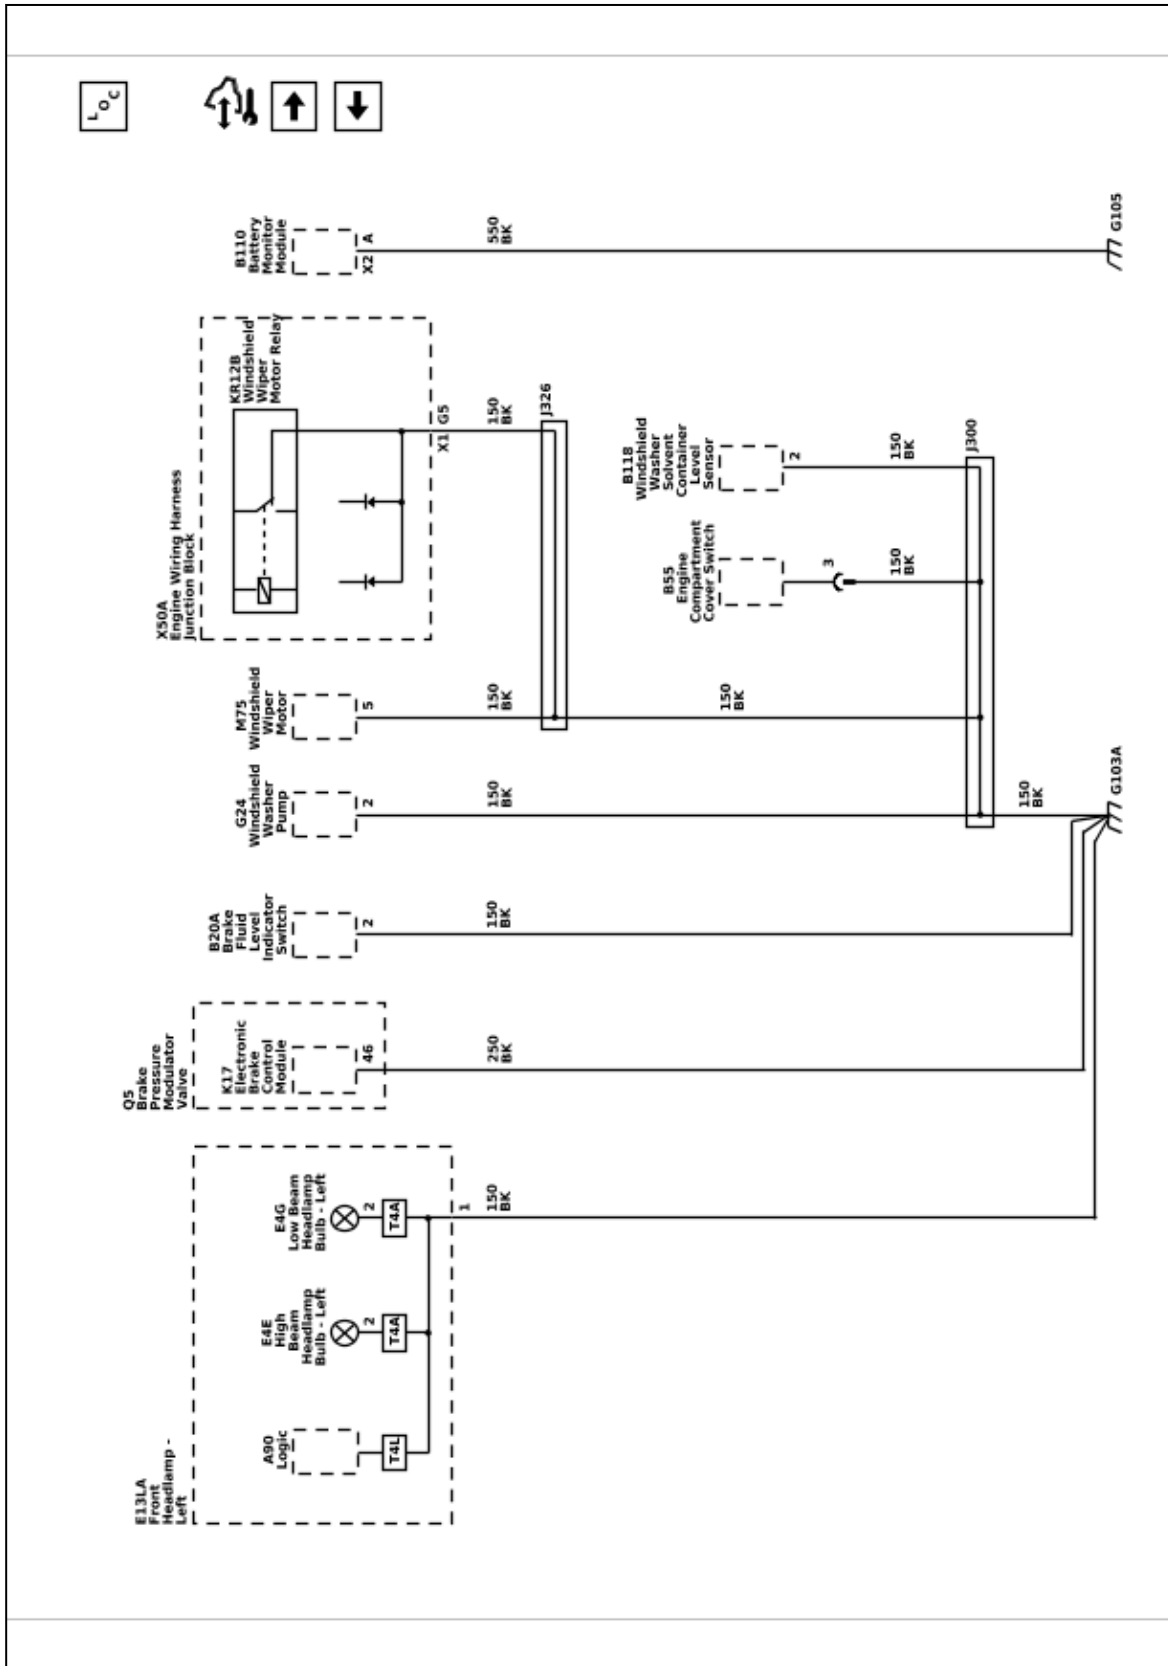 L
O
C
E13LA
Front
Headlamp -
Left
A90
Logic
T4L
E4E
High
Beam
Headlamp
Bulb - Left
2
T4A
E4G
Low Beam
Headlamp
Bulb - Left
2
T4A
1
150
BK
Q5
Brake
Pressure
Modulator
Valve
K17
Electronic
Brake
Control
Module
46
250
BK
B20A
Brake
Fluid
Level
Indicator
Switch
2
150
BK
G24
Windshield
Washer
Pump
2
150
BK
M75
Windshield
Wiper
Motor
5
150
BK
X50A
Engine Wiring Harness
Junction Block
KR12B
Windshield
Wiper
Motor Relay
X1 G5
150
BK
J326
B110
Battery
Monitor
Module
X2 A
550
BK
150
BK
B55
Engine
Compartment
Cover Switch
3
150
BK
B118
Windshield
Washer
Solvent
Container
Level
Sensor
2
150
BK
J300
150
BK
G103A
G105